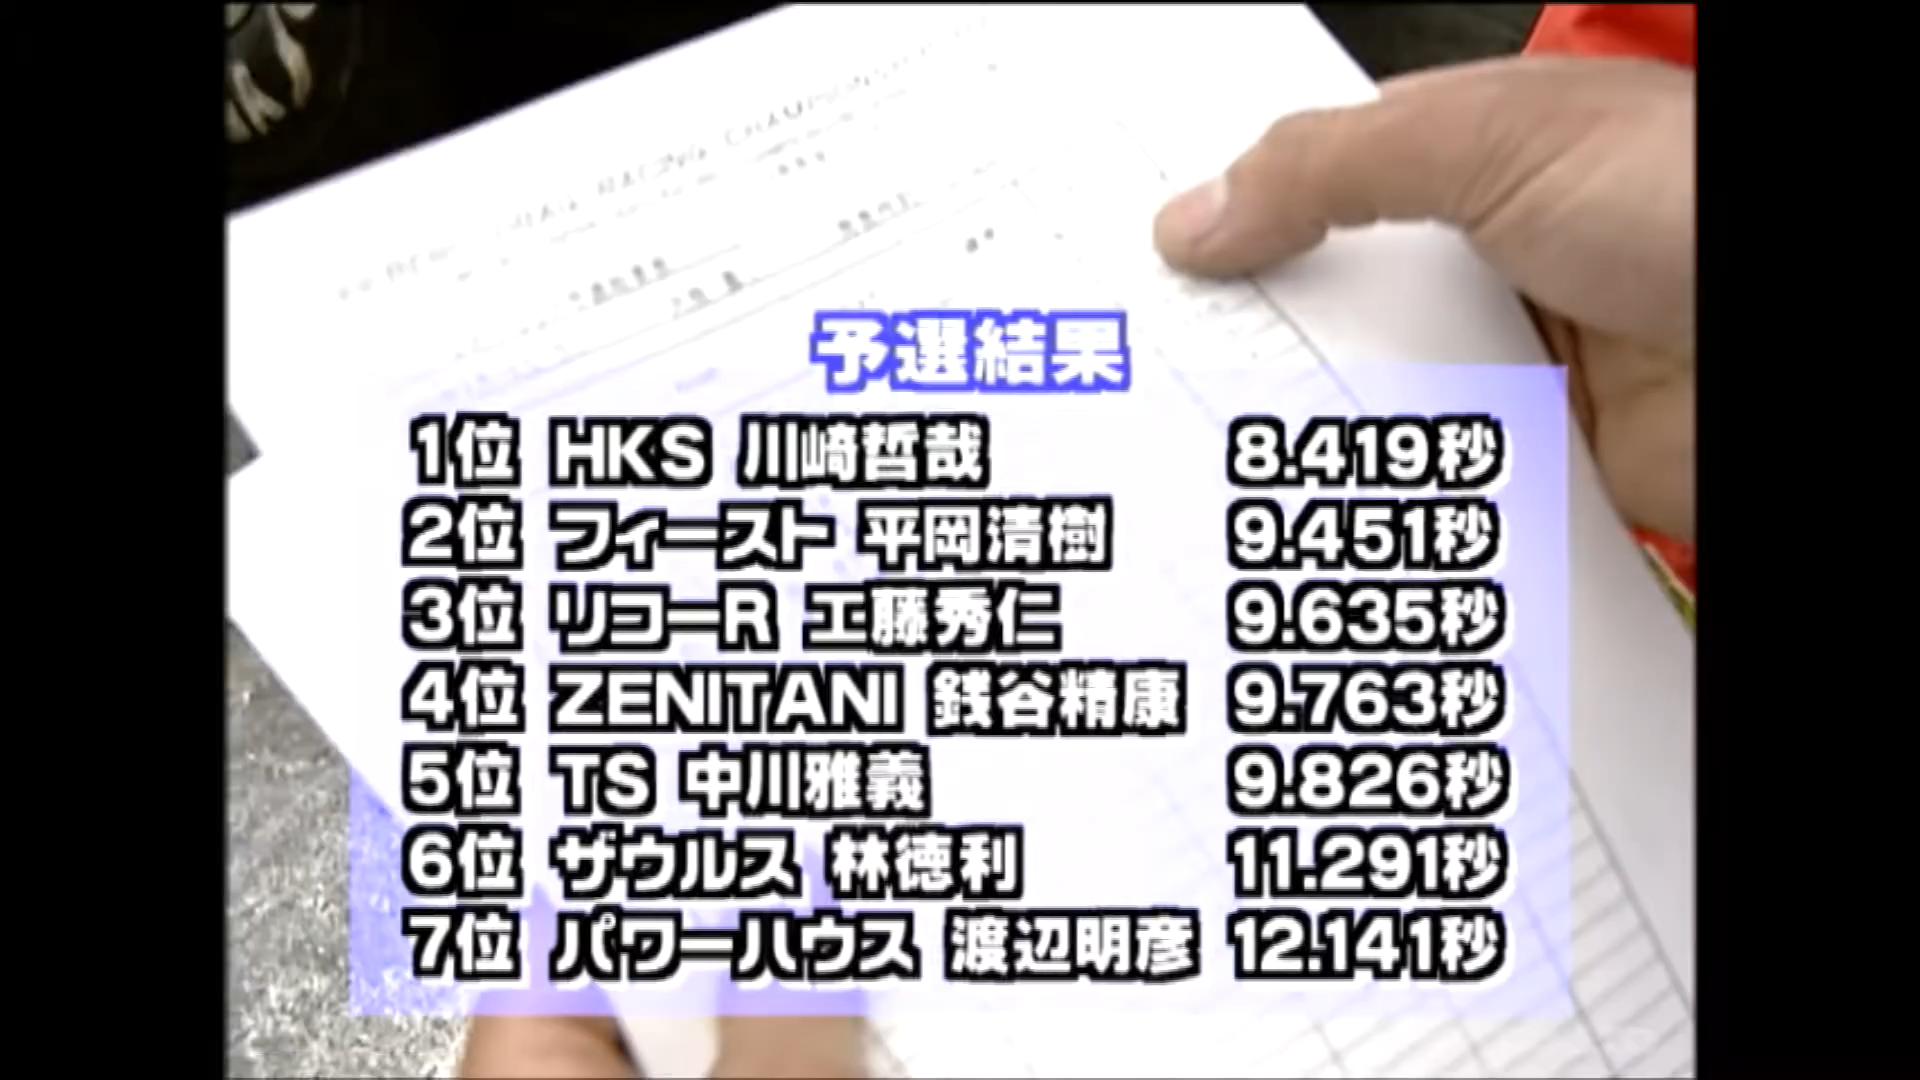 RACING CHAMPIONSHIP
予選結果
1位 HKS 川崎哲哉 8.419秒
2位 フィースト 平岡清樹 9.451秒
3位 リコーR 工藤秀仁 9.635秒
4位 ZENITANI 銭谷精康 9.763秒
5位 TS 中川雅義 9.826秒
6位 ザウルス 林徳利 11.291秒
7位 パワーハウス 渡辺明彦 12.141秒